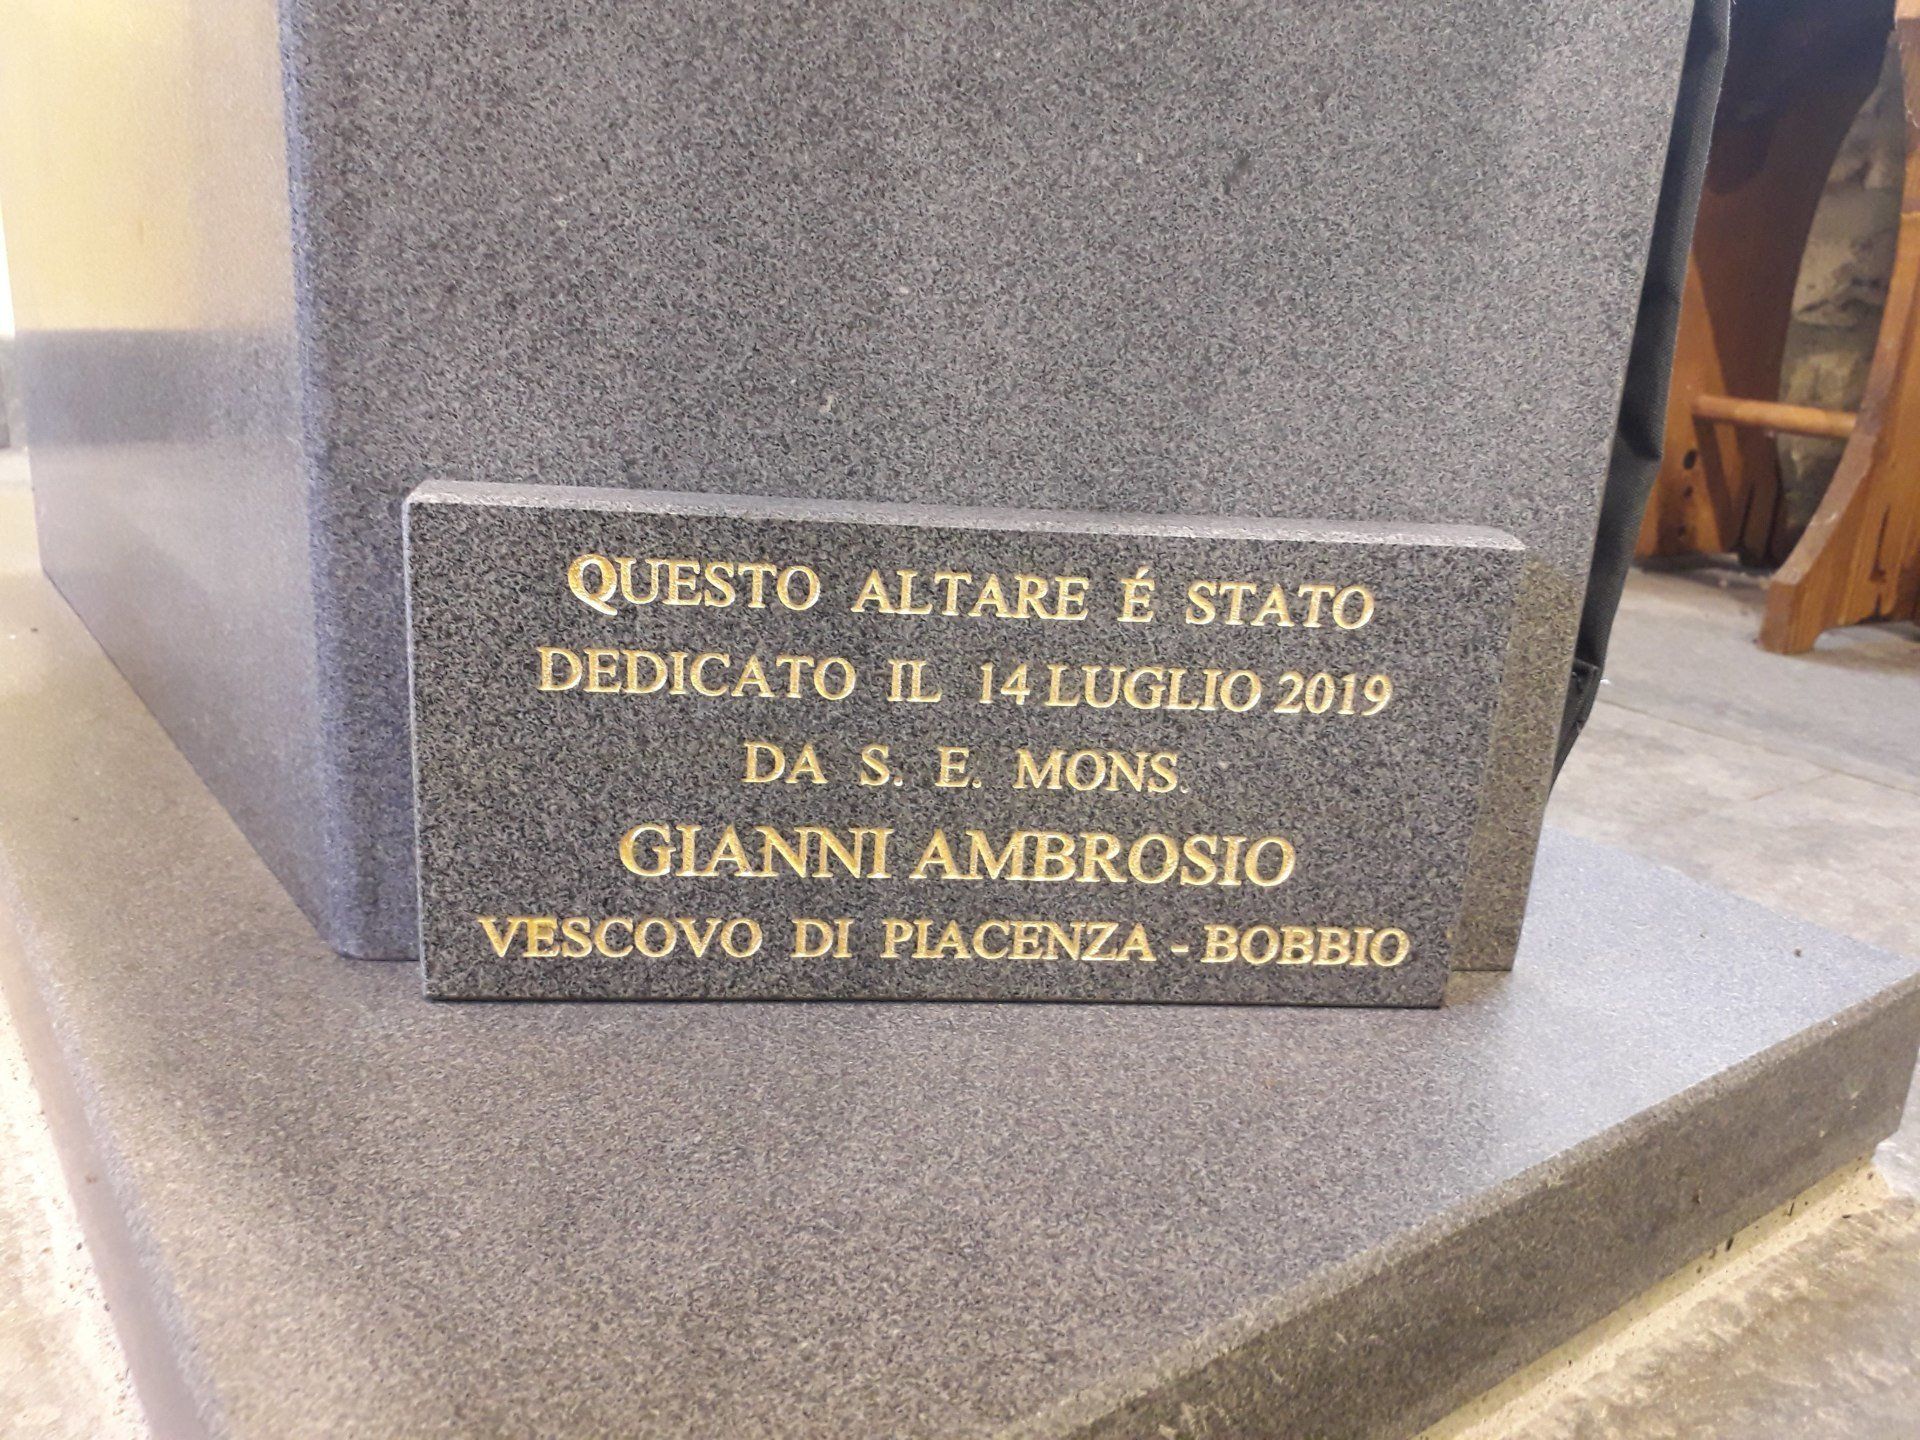 QUESTO ALTARE É STATO
DEDICATO IL 14 LUGLIO 2019
DA S. E. MONS.
GIANNI AMBROSIO
VESCOVO DI PIACENZA - BOBBIO